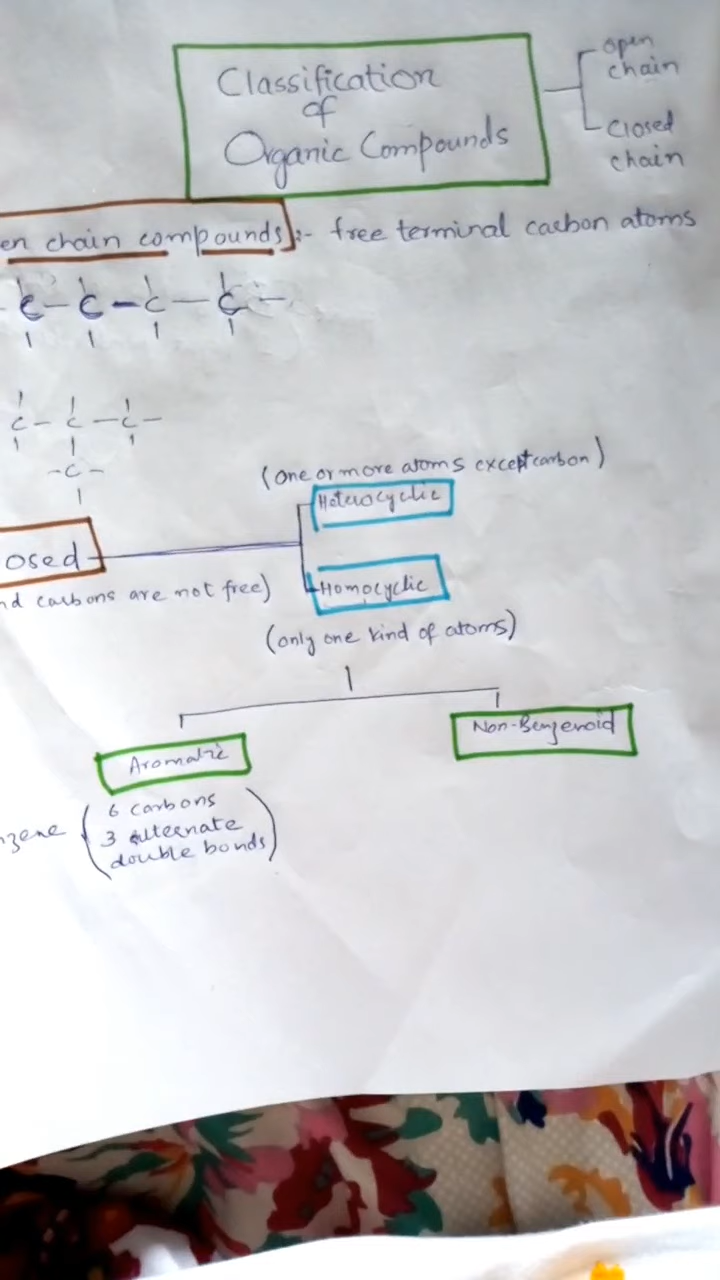 Classification
of
Organic Compounds
open
chain
closed
chain
en chain compounds :- free terminal carbon atoms
C - C - C - C -
C - C - C -
- C -
(one or more atoms except carbon)
Heterocyclic
osed
nd carbons are not free)
Homocyclic
(only one kind of atoms)
Aromatic
Non-Benzenoid
nzene
6 carbons
3 alternate
double bonds